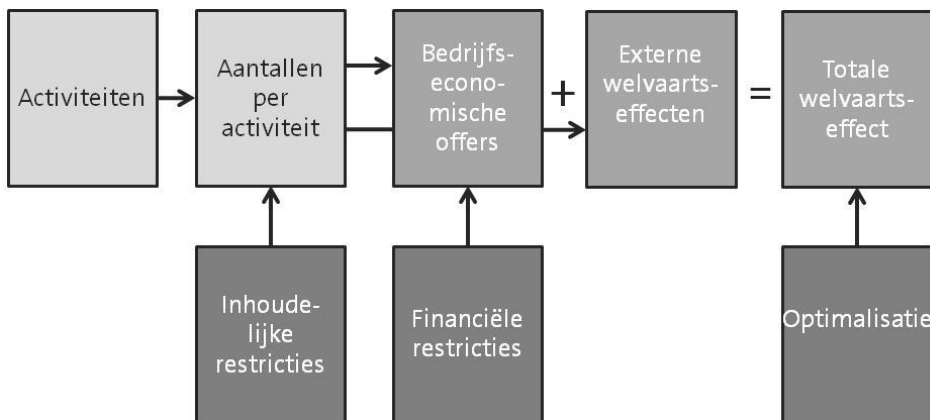 Activiteiten
Aantallen
per
activiteit
Bedrijfs-
econo-
mische
offers
+
Externe
welvaarts-
effecten
=
Totale
welvaarts-
effect
Inhoude-
lijke
restricties
Financiële
restricties
Optimalisatie